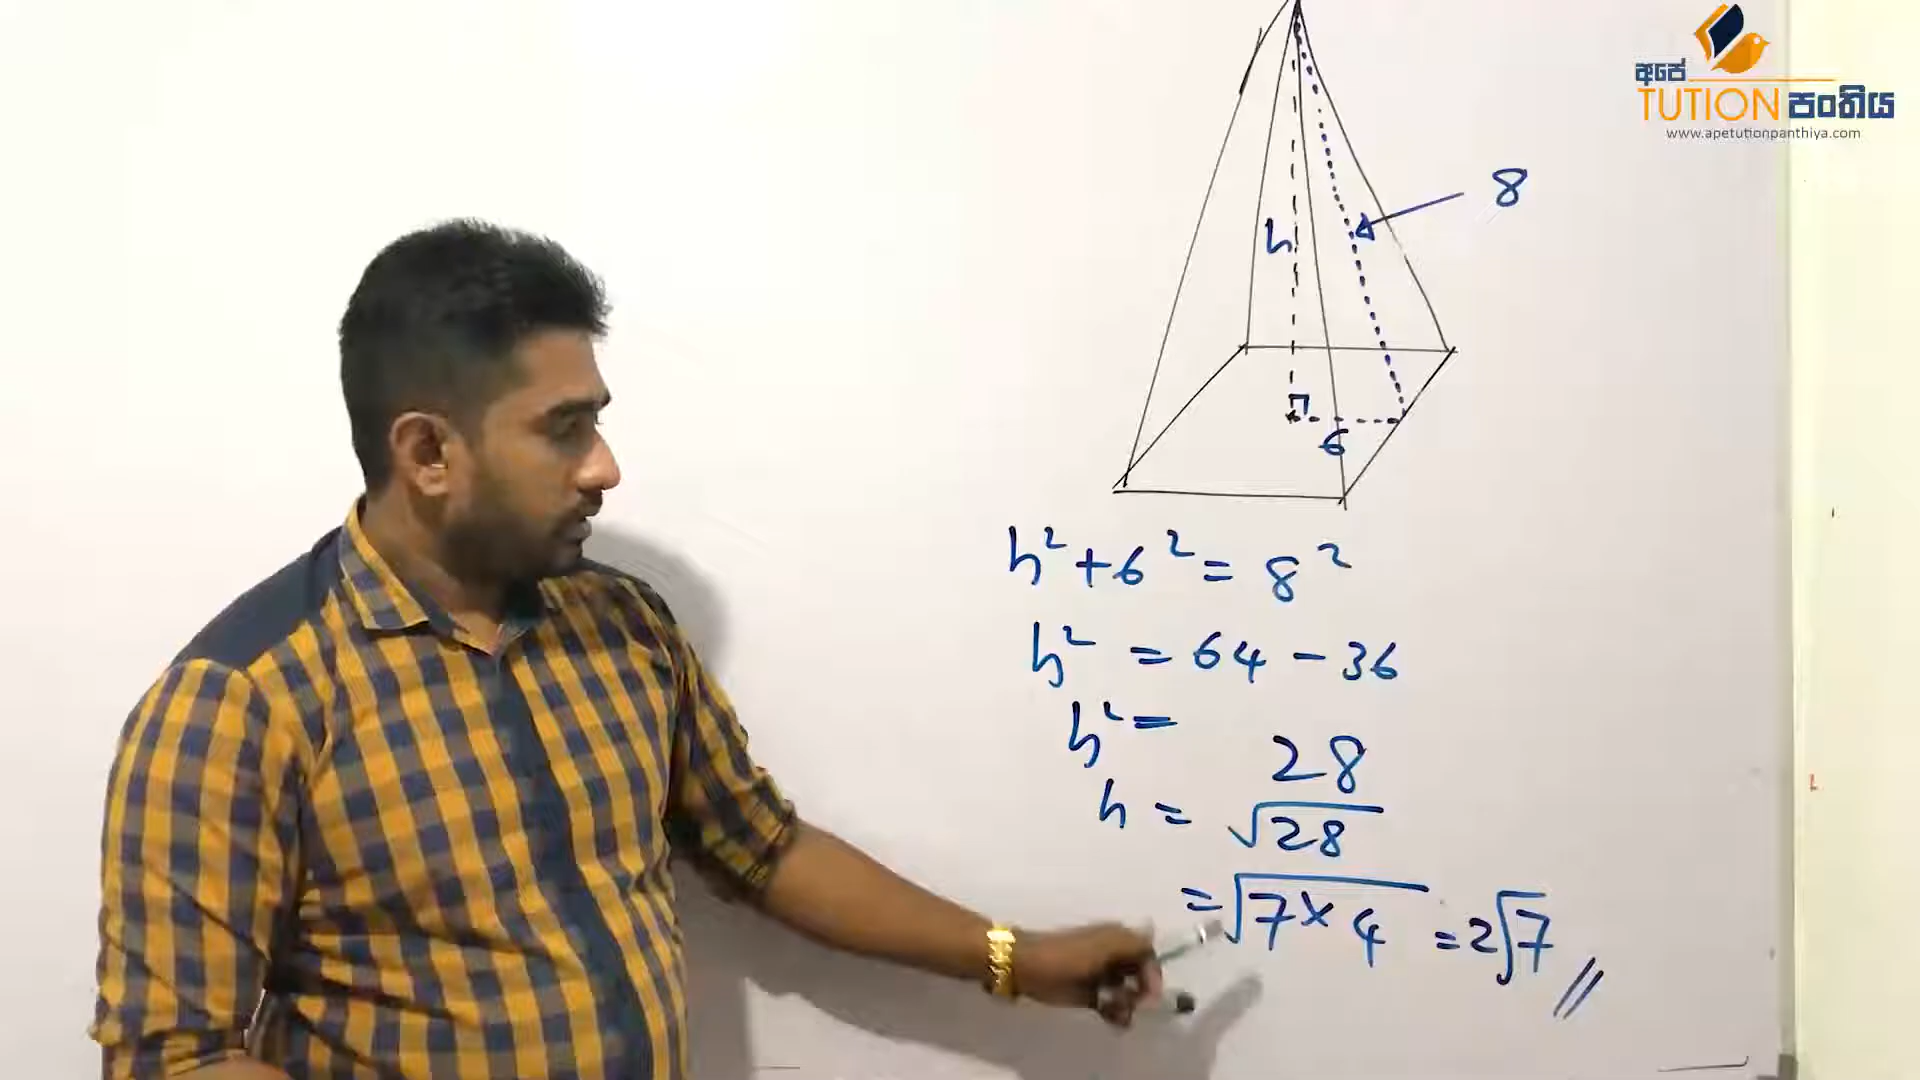 අපේ
TUTION පංතිය
www.apetutionpanthiya.com
8
h
6
h² + 6² = 8²
h² = 64 - 36
h² =
28
h = √28
= √7 × 4 = 2√7 //